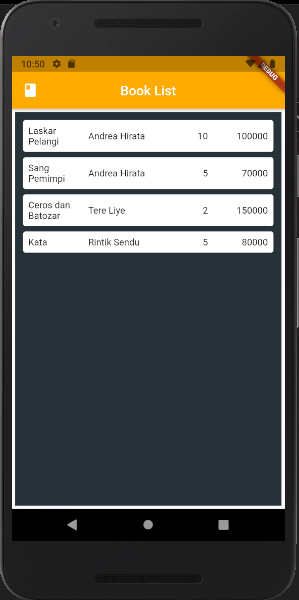 10:50
DEBUG
Book List
Laskar Pelangi Andrea Hirata 10 100000
Sang Pemimpi Andrea Hirata 5 70000
Ceros dan Batozar Tere Liye 2 150000
Kata Rintik Sendu 5 80000